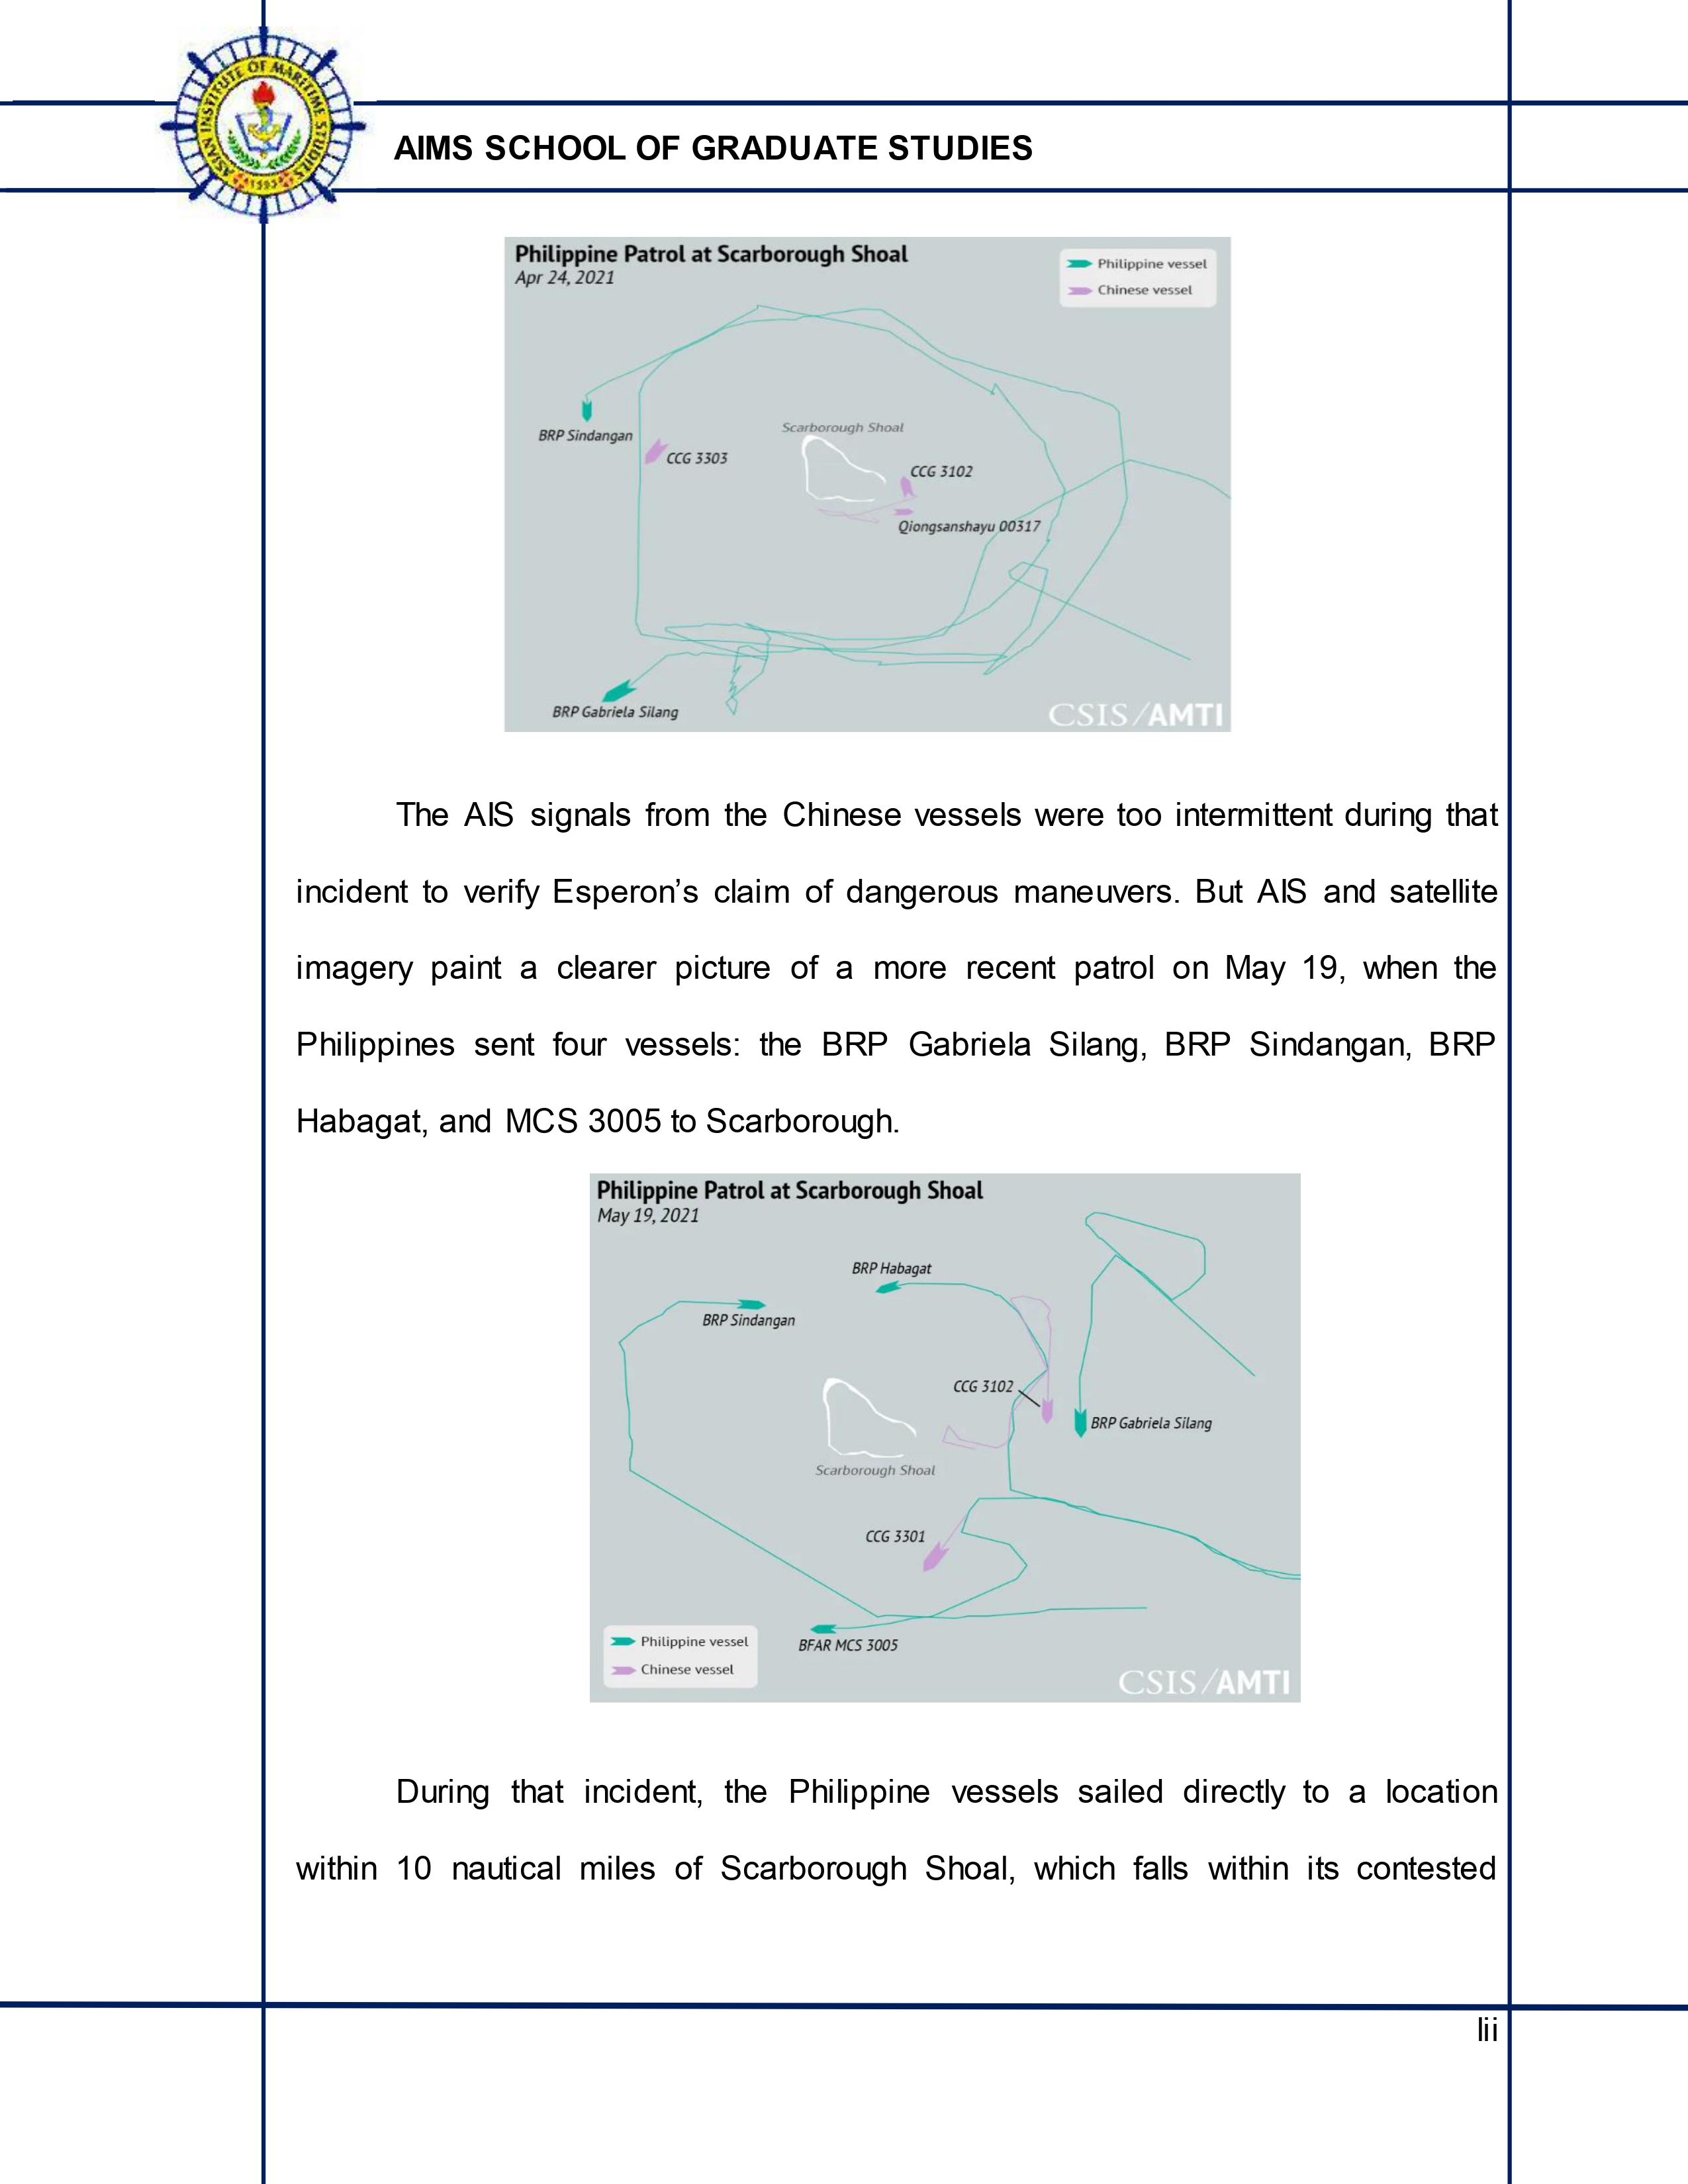 ASIAN INSTITUTE OF MARITIME STUDIES
1993
AIMS SCHOOL OF GRADUATE STUDIES
Philippine Patrol at Scarborough Shoal
Apr 24, 2021
Philippine vessel
Chinese vessel
BRP Sindangan
CCG 3303
Scarborough Shoal
CCG 3102
Qiongsanshayu 00317
BRP Gabriela Silang
CSIS/AMTI
The AIS signals from the Chinese vessels were too intermittent during that
incident to verify Esperon’s claim of dangerous maneuvers. But AIS and satellite
imagery paint a clearer picture of a more recent patrol on May 19, when the
Philippines sent four vessels: the BRP Gabriela Silang, BRP Sindangan, BRP
Habagat, and MCS 3005 to Scarborough.
Philippine Patrol at Scarborough Shoal
May 19, 2021
BRP Habagat
BRP Sindangan
CCG 3102
BRP Gabriela Silang
Scarborough Shoal
CCG 3301
BFAR MCS 3005
Philippine vessel
Chinese vessel
CSIS/AMTI
During that incident, the Philippine vessels sailed directly to a location
within 10 nautical miles of Scarborough Shoal, which falls within its contested
lii